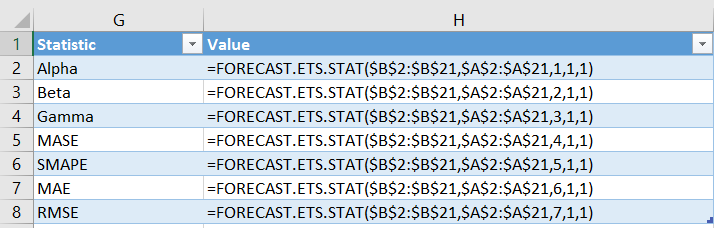 G H
1 Statistic Value
2 Alpha =FORECAST.ETS.STAT($B$2:$B$21,$A$2:$A$21,1,1,1)
3 Beta =FORECAST.ETS.STAT($B$2:$B$21,$A$2:$A$21,2,1,1)
4 Gamma =FORECAST.ETS.STAT($B$2:$B$21,$A$2:$A$21,3,1,1)
5 MASE =FORECAST.ETS.STAT($B$2:$B$21,$A$2:$A$21,4,1,1)
6 SMAPE =FORECAST.ETS.STAT($B$2:$B$21,$A$2:$A$21,5,1,1)
7 MAE =FORECAST.ETS.STAT($B$2:$B$21,$A$2:$A$21,6,1,1)
8 RMSE =FORECAST.ETS.STAT($B$2:$B$21,$A$2:$A$21,7,1,1)